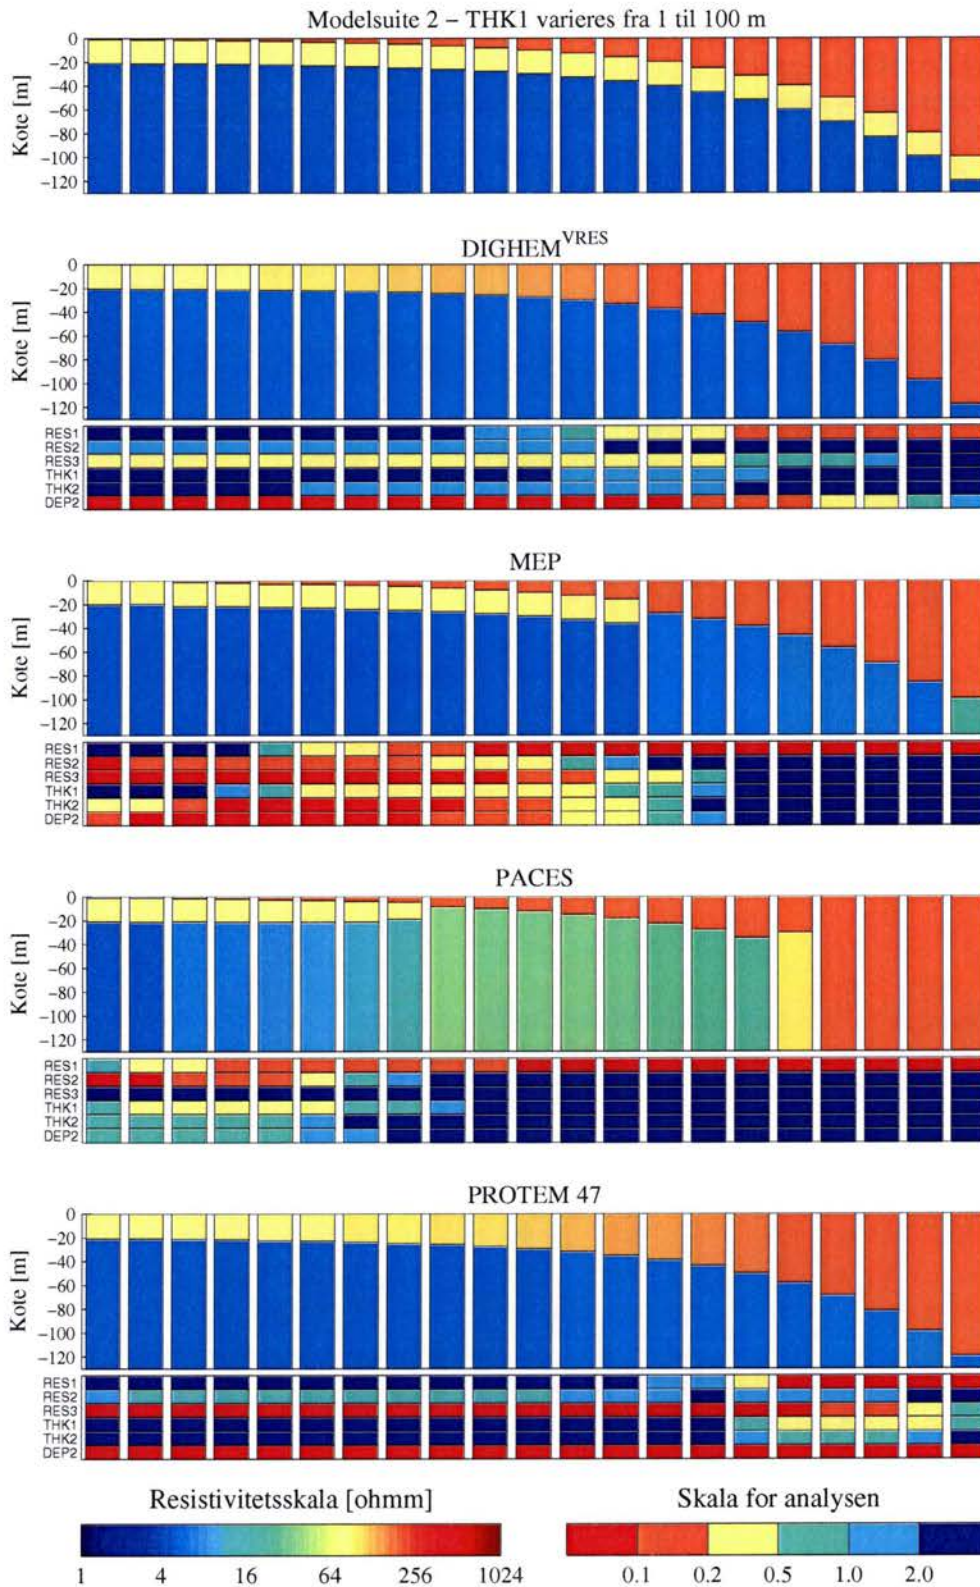 Modelsuite 2 – THK1 varieres fra 1 til 100 m
Kote [m]
0
−20
−40
−60
−80
−100
−120
DIGHEM^VRES
Kote [m]
0
−20
−40
−60
−80
−100
−120
RES1
RES2
RES3
THK1
THK2
DEP2
MEP
Kote [m]
0
−20
−40
−60
−80
−100
−120
RES1
RES2
RES3
THK1
THK2
DEP2
PACES
Kote [m]
0
−20
−40
−60
−80
−100
−120
RES1
RES2
RES3
THK1
THK2
DEP2
PROTEM 47
Kote [m]
0
−20
−40
−60
−80
−100
−120
RES1
RES2
RES3
THK1
THK2
DEP2
Resistivitetsskala [ohmm]
1 4 16 64 256 1024
Skala for analysen
0.1 0.2 0.5 1.0 2.0